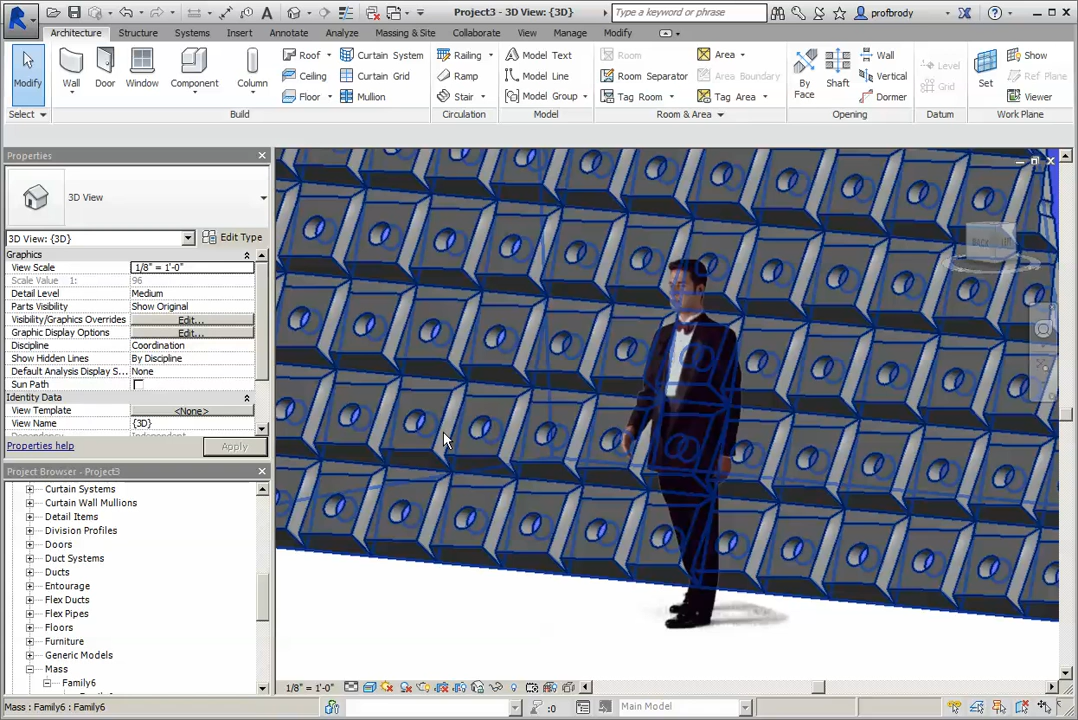 Project3 - 3D View: {3D}
Type a keyword or phrase
profbrody
Architecture Structure Systems Insert Annotate Analyze Massing & Site Collaborate View Manage Modify
Modify
Wall
Door
Window
Component
Column
Roof
Ceiling
Floor
Curtain System
Curtain Grid
Mullion
Railing
Ramp
Stair
Model Text
Model Line
Model Group
Room
Room Separator
Tag Room
Area
Area Boundary
Tag Area
By Face
Shaft
Wall
Vertical
Dormer
Level
Grid
Set
Show
Ref Plane
Viewer
Select Build Circulation Model Room & Area Opening Datum Work Plane
Properties
3D View
3D View: {3D} Edit Type
Graphics
View Scale 1/8" = 1'-0"
Scale Value 1: 96
Detail Level Medium
Parts Visibility Show Original
Visibility/Graphics Overrides Edit...
Graphic Display Options Edit...
Discipline Coordination
Show Hidden Lines By Discipline
Default Analysis Display S... None
Sun Path
Identity Data
View Template <None>
View Name {3D}
Properties help Apply
Project Browser - Project3
Curtain Systems
Curtain Wall Mullions
Detail Items
Division Profiles
Doors
Duct Systems
Ducts
Entourage
Flex Ducts
Flex Pipes
Floors
Furniture
Generic Models
Mass
Family6
BACK
1/8" = 1'-0"
Mass : Family6 : Family6
:0
Main Model